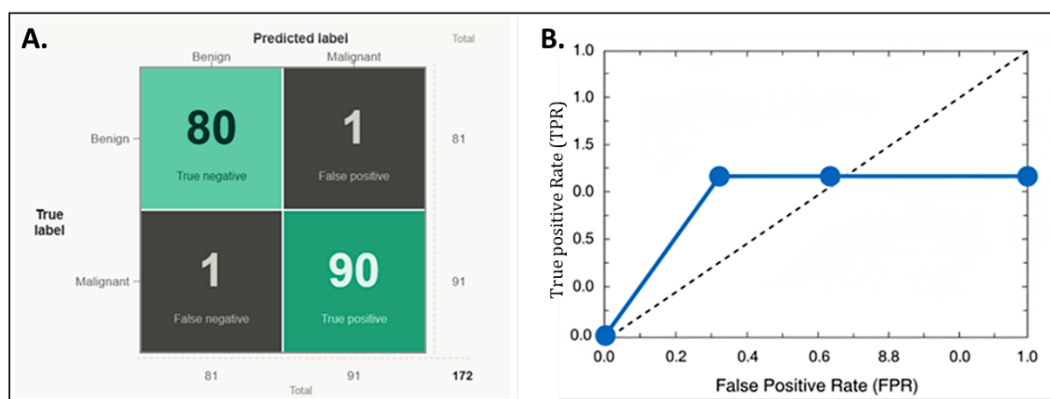 A.
Predicted label
Total
Benign
Malignant
80
True negative
1
False positive
Benign
81
True
label
1
False negative
90
True positive
Malignant
91
81
91
172
Total
B.
True positive Rate (TPR)
1.0
1.0
1.5
0.0
0.5
0.0
0.0
0.0
0.2
0.4
0.6
8.8
0.0
1.0
False Positive Rate (FPR)